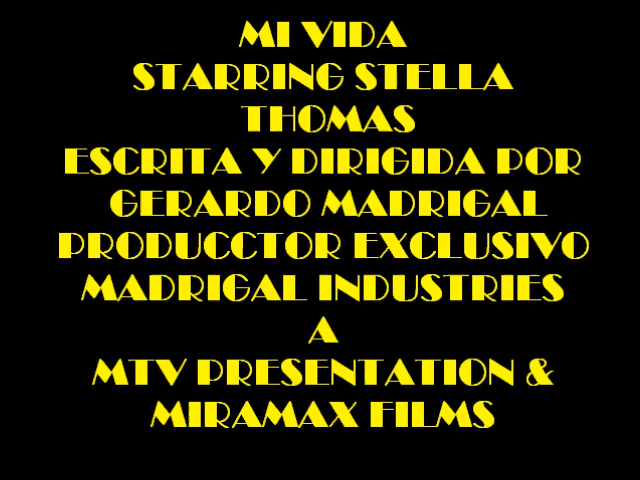 MI VIDA
STARRING STELLA
THOMAS
ESCRITA Y DIRIGIDA POR
GERARDO MADRIGAL
PRODUCCTOR EXCLUSIVO
MADRIGAL INDUSTRIES
A
MTV PRESENTATION &
MIRAMAX FILMS